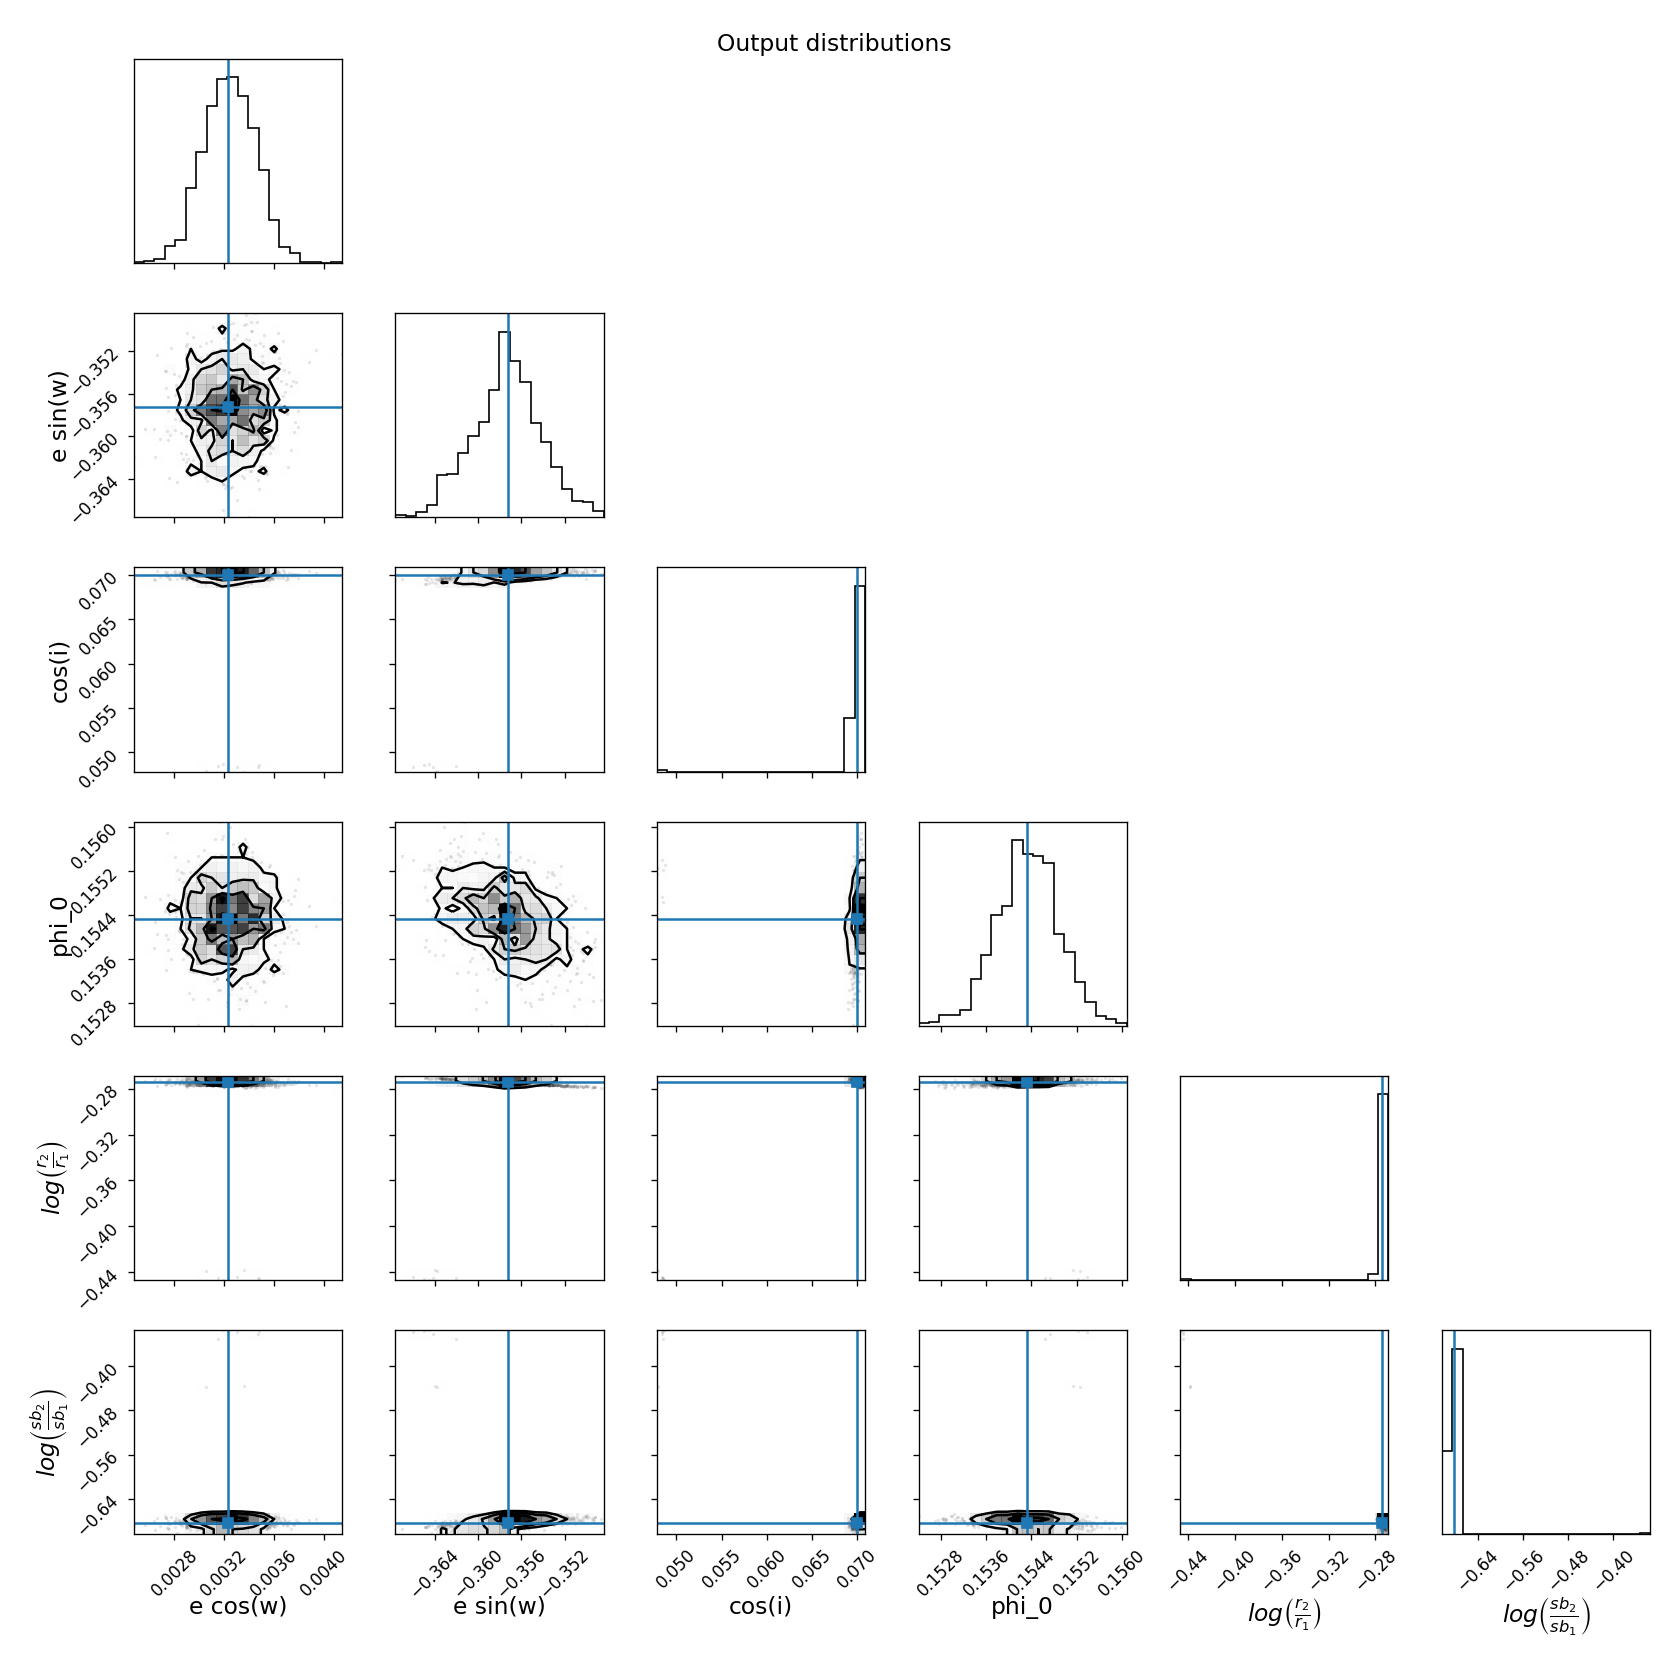 Output distributions
e sin(w)
−0.352
−0.356
−0.360
−0.364
cos(i)
0.070
0.065
0.060
0.055
0.050
phi_0
0.1560
0.1552
0.1544
0.1536
0.1528
log(r₂/r₁)
−0.28
−0.32
−0.36
−0.40
−0.44
log(sb₂/sb₁)
−0.40
−0.48
−0.56
−0.64
0.0028 0.0032 0.0036 0.0040
−0.364 −0.360 −0.356 −0.352
0.050 0.055 0.060 0.065 0.070
0.1528 0.1536 0.1544 0.1552 0.1560
−0.44 −0.40 −0.36 −0.32 −0.28
−0.64 −0.56 −0.48 −0.40
e cos(w) e sin(w) cos(i) phi_0 log(r₂/r₁) log(sb₂/sb₁)